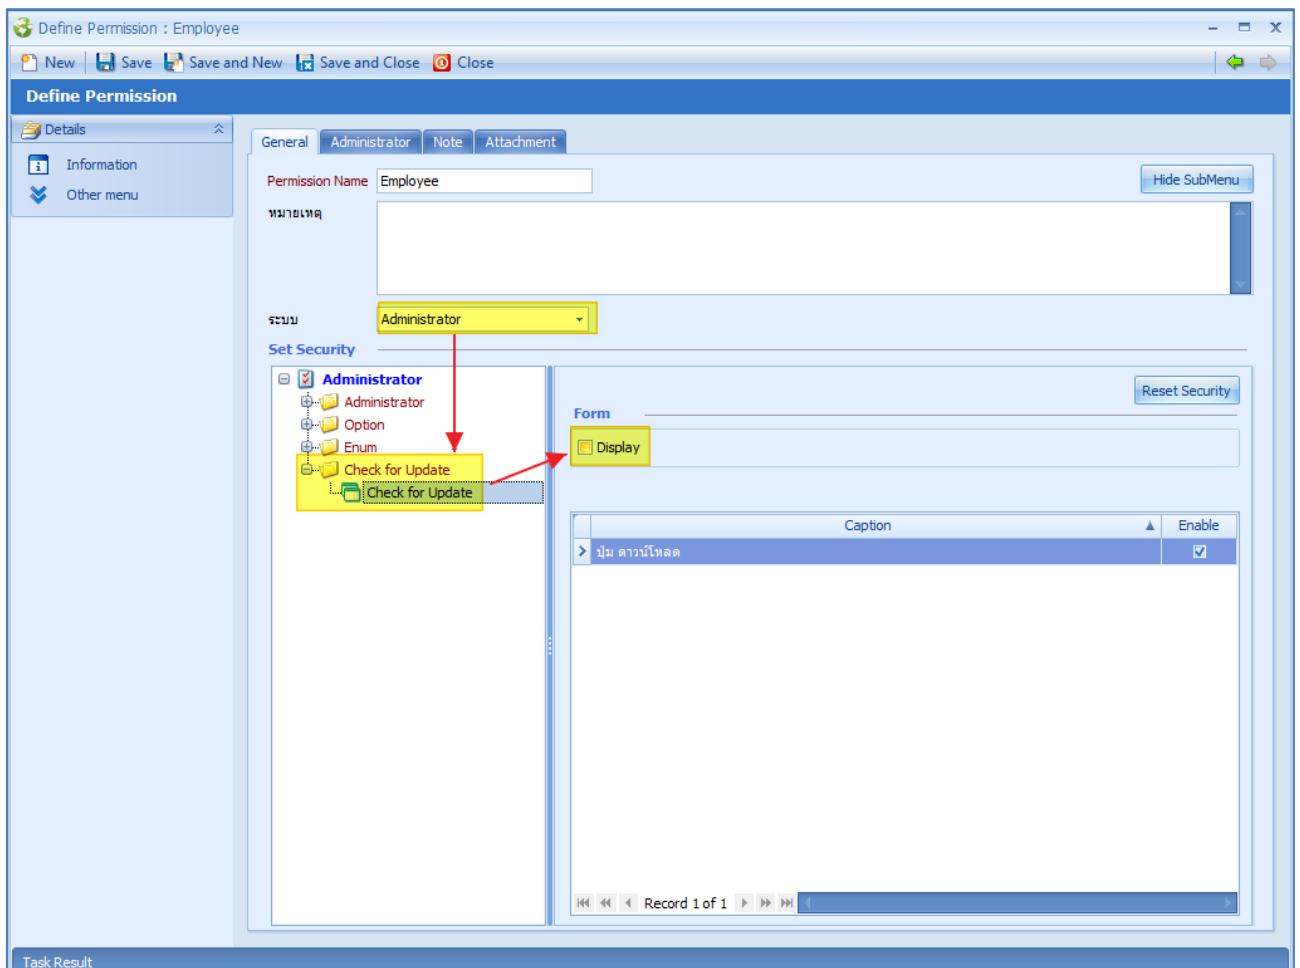 Define Permission : Employee
New Save Save and New Save and Close Close
Define Permission
Details
Information
Other menu
General Administrator Note Attachment
Permission Name Employee Hide SubMenu
หมายเหตุ
ระบบ Administrator
Set Security
Administrator
Administrator
Option
Enum
Check for Update
Check for Update
Reset Security
Form
Display
Caption Enable
ปุ่ม ดาวน์โหลด
Record 1 of 1
Task Result